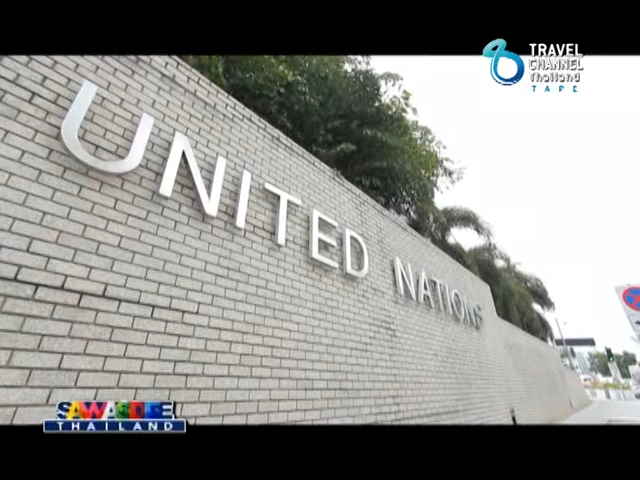 TRAVEL
CHANNEL
Thailand
TAPE
UNITED NATIONS
SAWASDEE
THAILAND